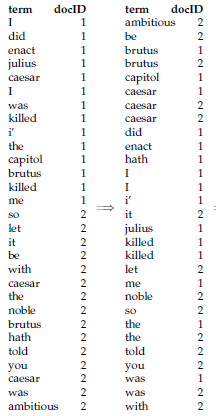 term docID term docID
I 1 ambitious 2
did 1 be 2
enact 1 brutus 1
julius 1 brutus 2
caesar 1 capitol 1
I 1 caesar 1
was 1 caesar 2
killed 1 caesar 2
i' 1 did 1
the 1 enact 1
capitol 1 hath 1
brutus 1 I 1
killed 1 I 1
me 1 i' 1
so 2 ⟹ it 2
let 2 julius 1
it 2 killed 1
be 2 killed 1
with 2 let 2
caesar 2 me 1
the 2 noble 2
noble 2 so 2
brutus 2 the 1
hath 2 the 2
told 2 told 2
you 2 you 2
caesar 2 was 1
was 2 was 2
ambitious 2 with 2